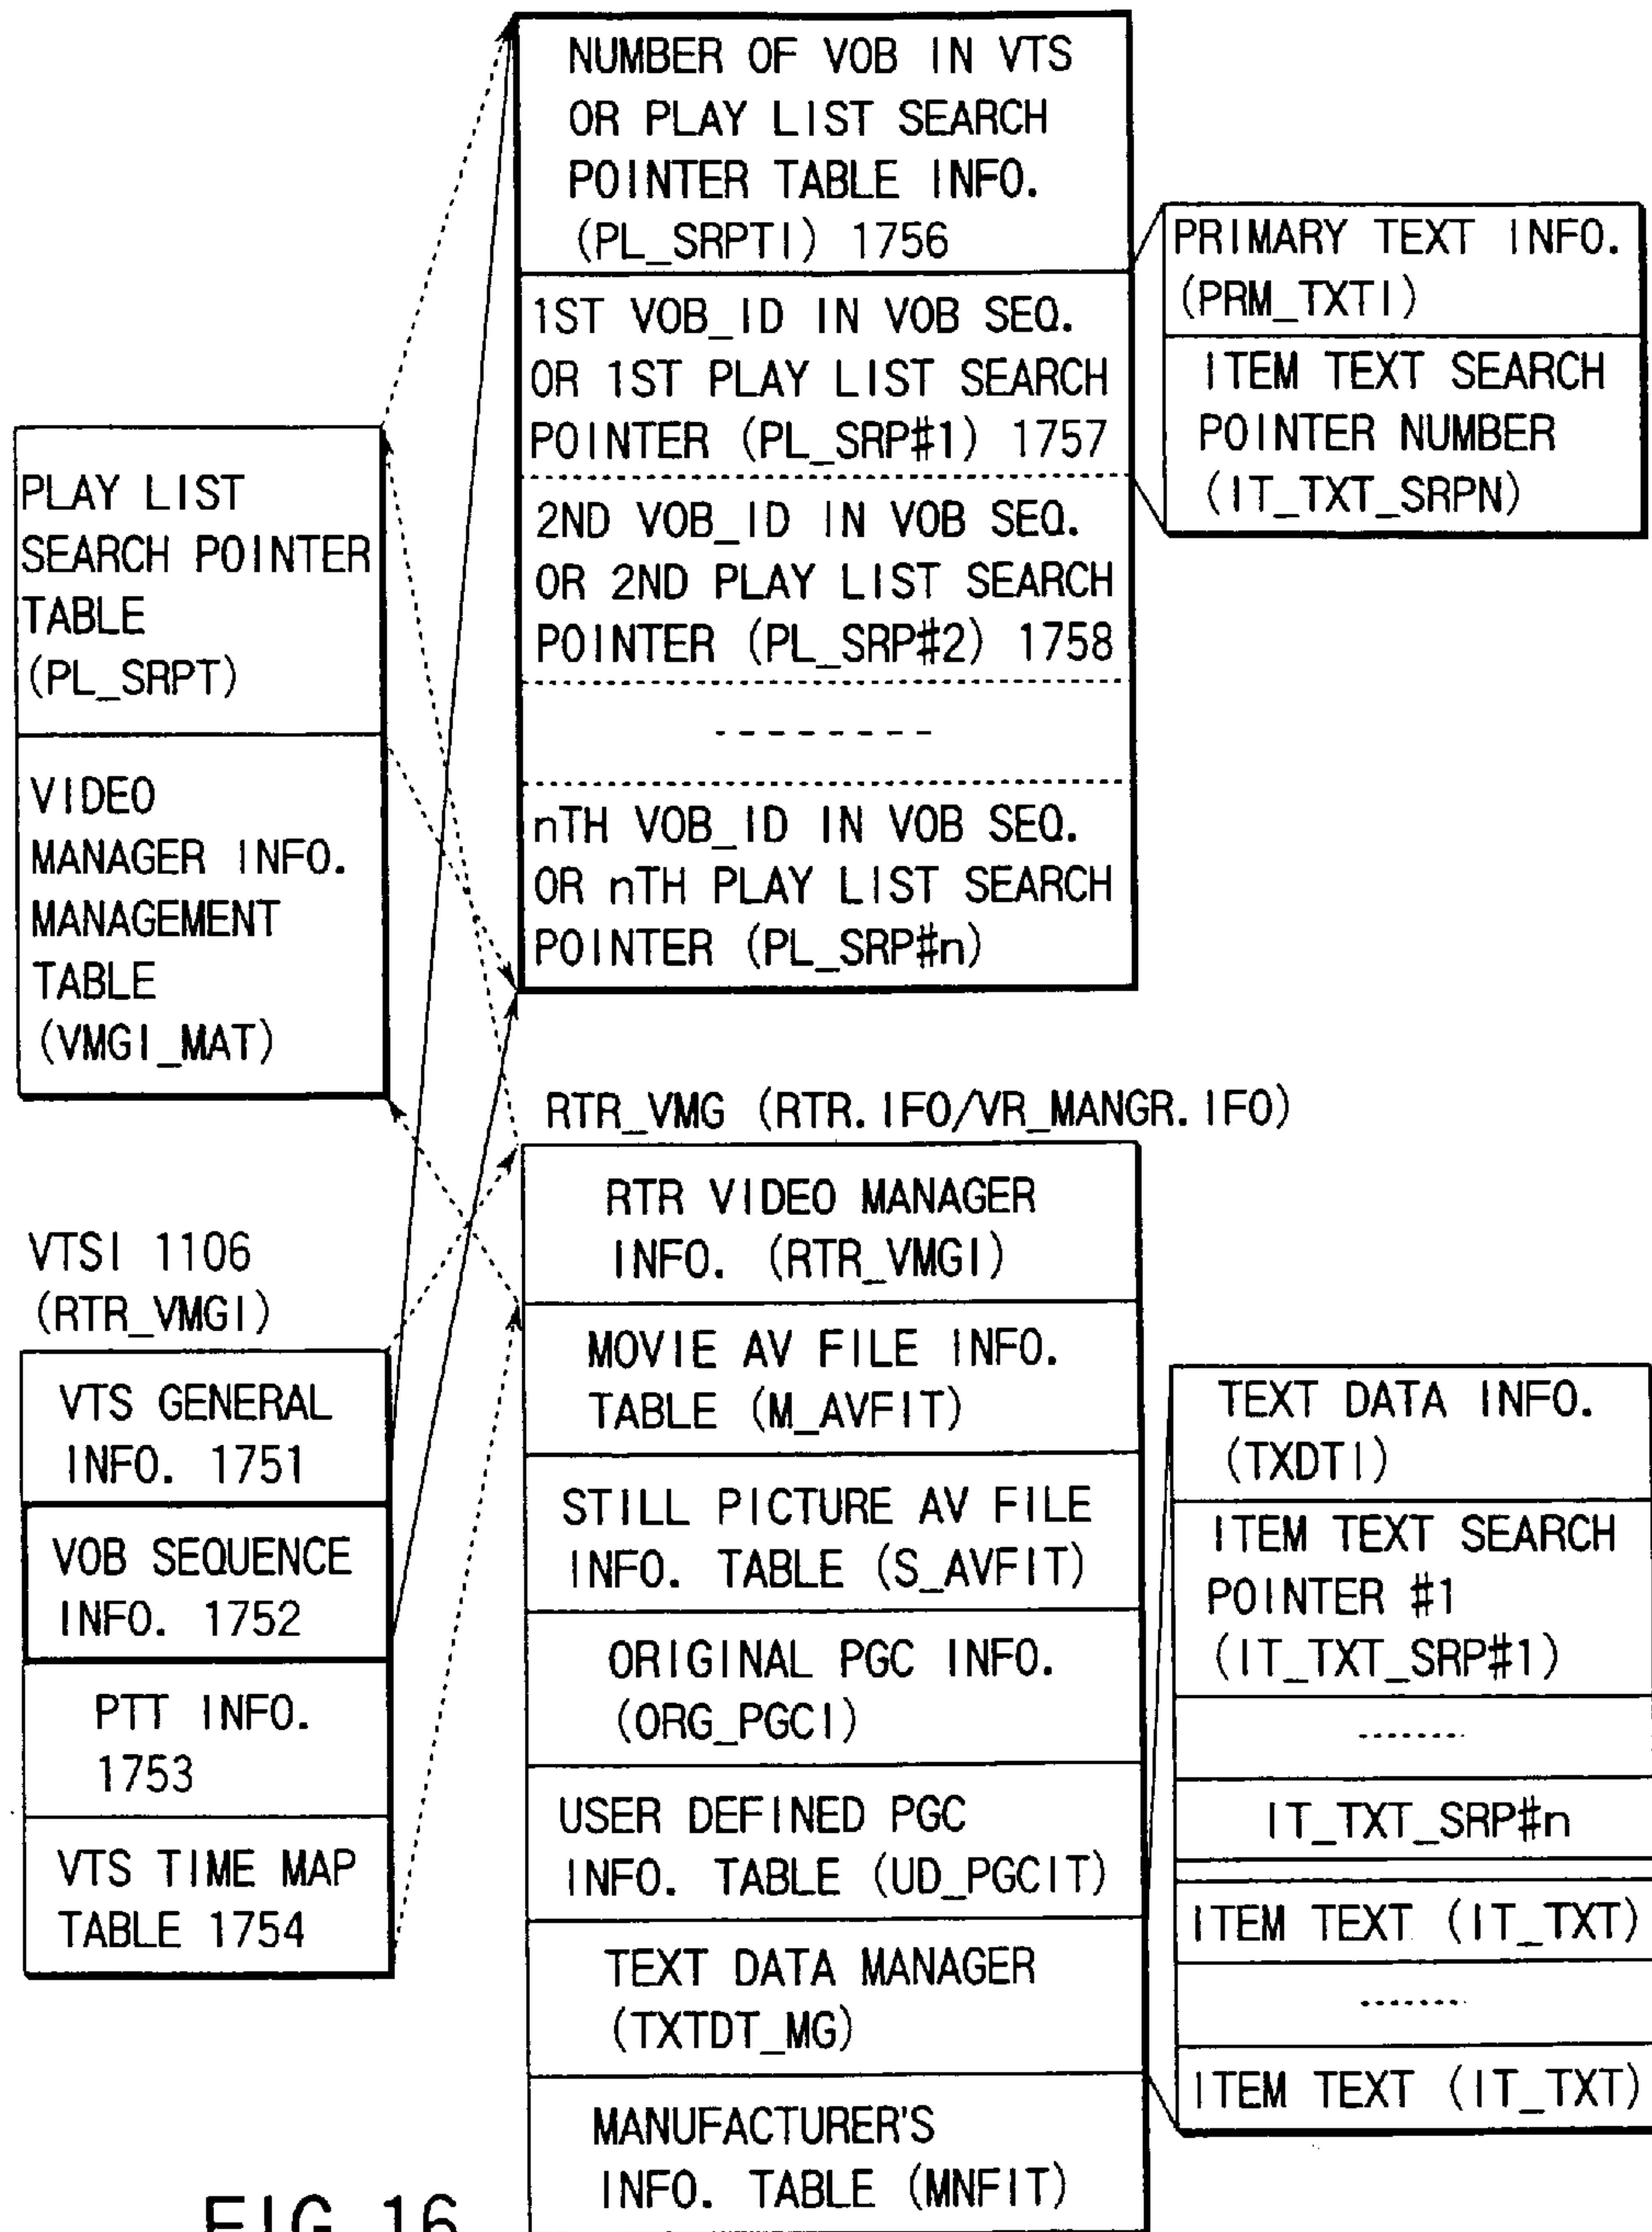 NUMBER OF VOB IN VTS
OR PLAY LIST SEARCH
POINTER TABLE INFO.
(PL_SRPTI) 1756
1ST VOB_ID IN VOB SEQ.
OR 1ST PLAY LIST SEARCH
POINTER (PL_SRP#1) 1757
2ND VOB_ID IN VOB SEQ.
OR 2ND PLAY LIST SEARCH
POINTER (PL_SRP#2) 1758
nTH VOB_ID IN VOB SEQ.
OR nTH PLAY LIST SEARCH
POINTER (PL_SRP#n)
PRIMARY TEXT INFO.
(PRM_TXTI)
ITEM TEXT SEARCH
POINTER NUMBER
(IT_TXT_SRPN)
PLAY LIST
SEARCH POINTER
TABLE
(PL_SRPT)
VIDEO
MANAGER INFO.
MANAGEMENT
TABLE
(VMGI_MAT)
RTR_VMG (RTR.IFO/VR_MANGR.IFO)
RTR VIDEO MANAGER
INFO. (RTR_VMGI)
MOVIE AV FILE INFO.
TABLE (M_AVFIT)
STILL PICTURE AV FILE
INFO. TABLE (S_AVFIT)
ORIGINAL PGC INFO.
(ORG_PGCI)
USER DEFINED PGC
INFO. TABLE (UD_PGCIT)
TEXT DATA MANAGER
(TXTDT_MG)
MANUFACTURER'S
INFO. TABLE (MNFIT)
VTSI 1106
(RTR_VMGI)
VTS GENERAL
INFO. 1751
VOB SEQUENCE
INFO. 1752
PTT INFO.
1753
VTS TIME MAP
TABLE 1754
TEXT DATA INFO.
(TXDTI)
ITEM TEXT SEARCH
POINTER #1
(IT_TXT_SRP#1)
IT_TXT_SRP#n
ITEM TEXT (IT_TXT)
ITEM TEXT (IT_TXT)
FIG. 16